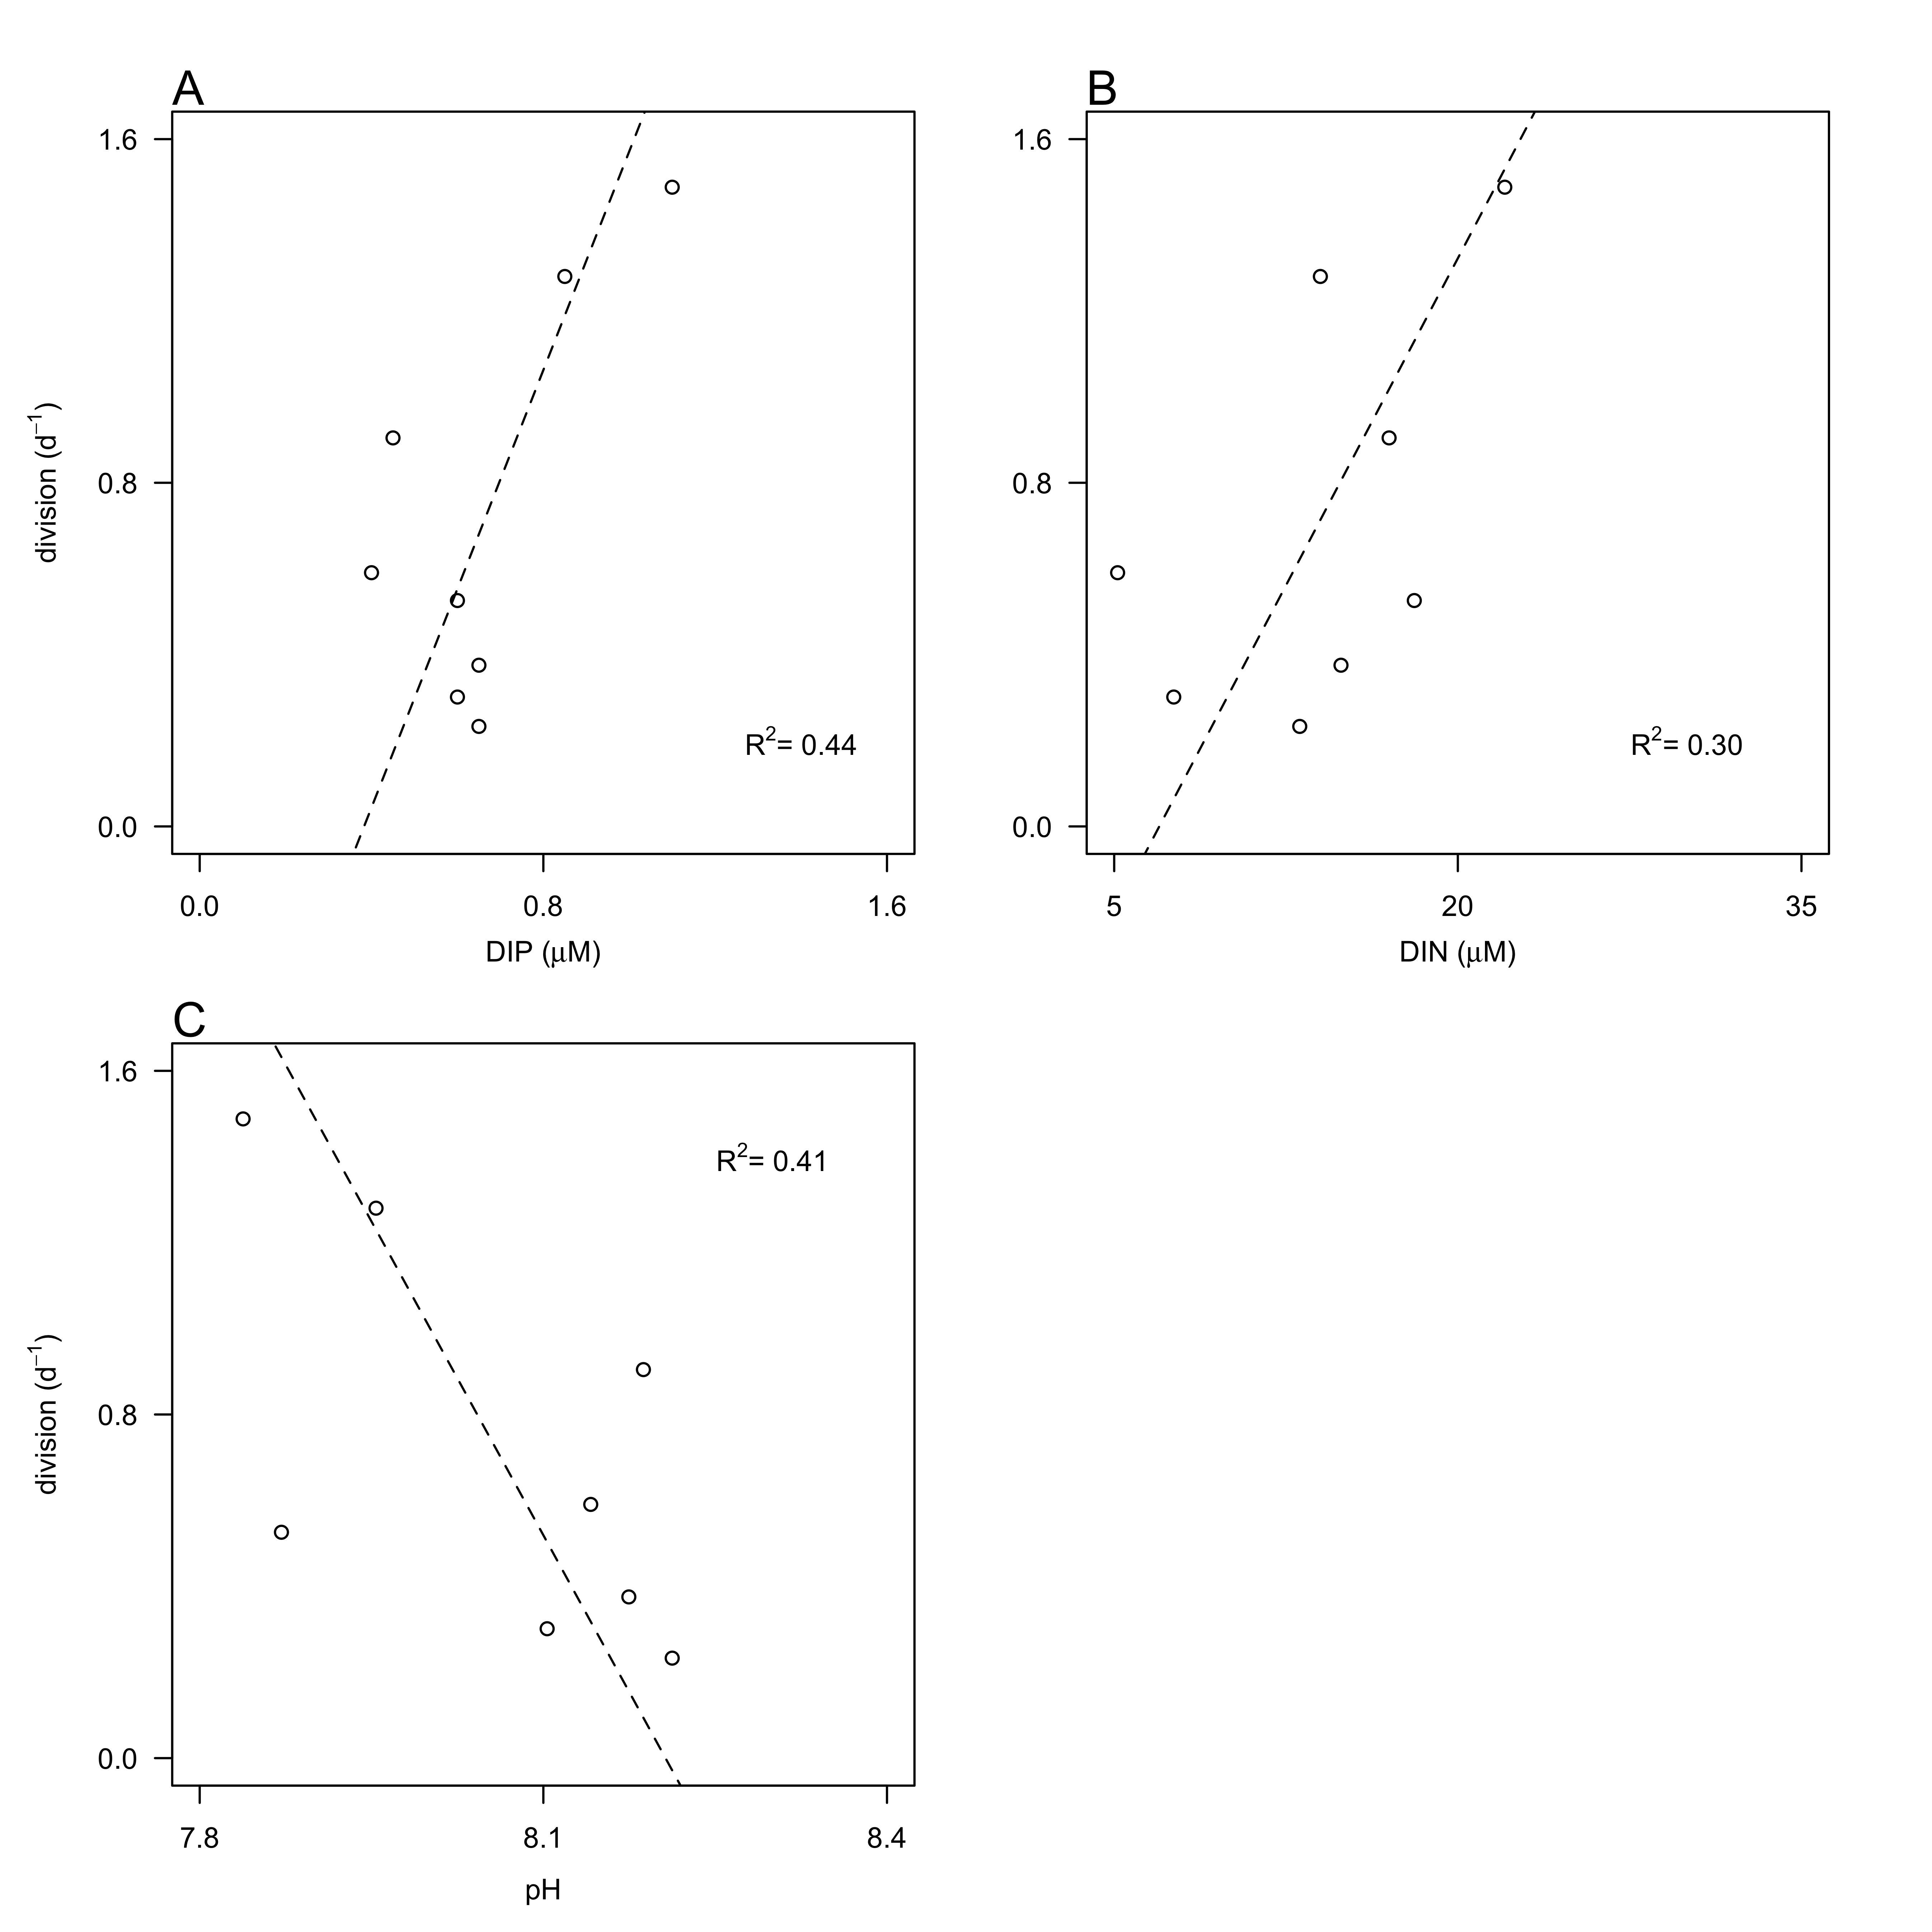 A
1.6
0.8
0.0
division (d⁻¹)
0.0 0.8 1.6
DIP (μM)
R²= 0.44
B
1.6
0.8
0.0
5 20 35
DIN (μM)
R²= 0.30
C
1.6
0.8
0.0
division (d⁻¹)
7.8 8.1 8.4
pH
R²= 0.41